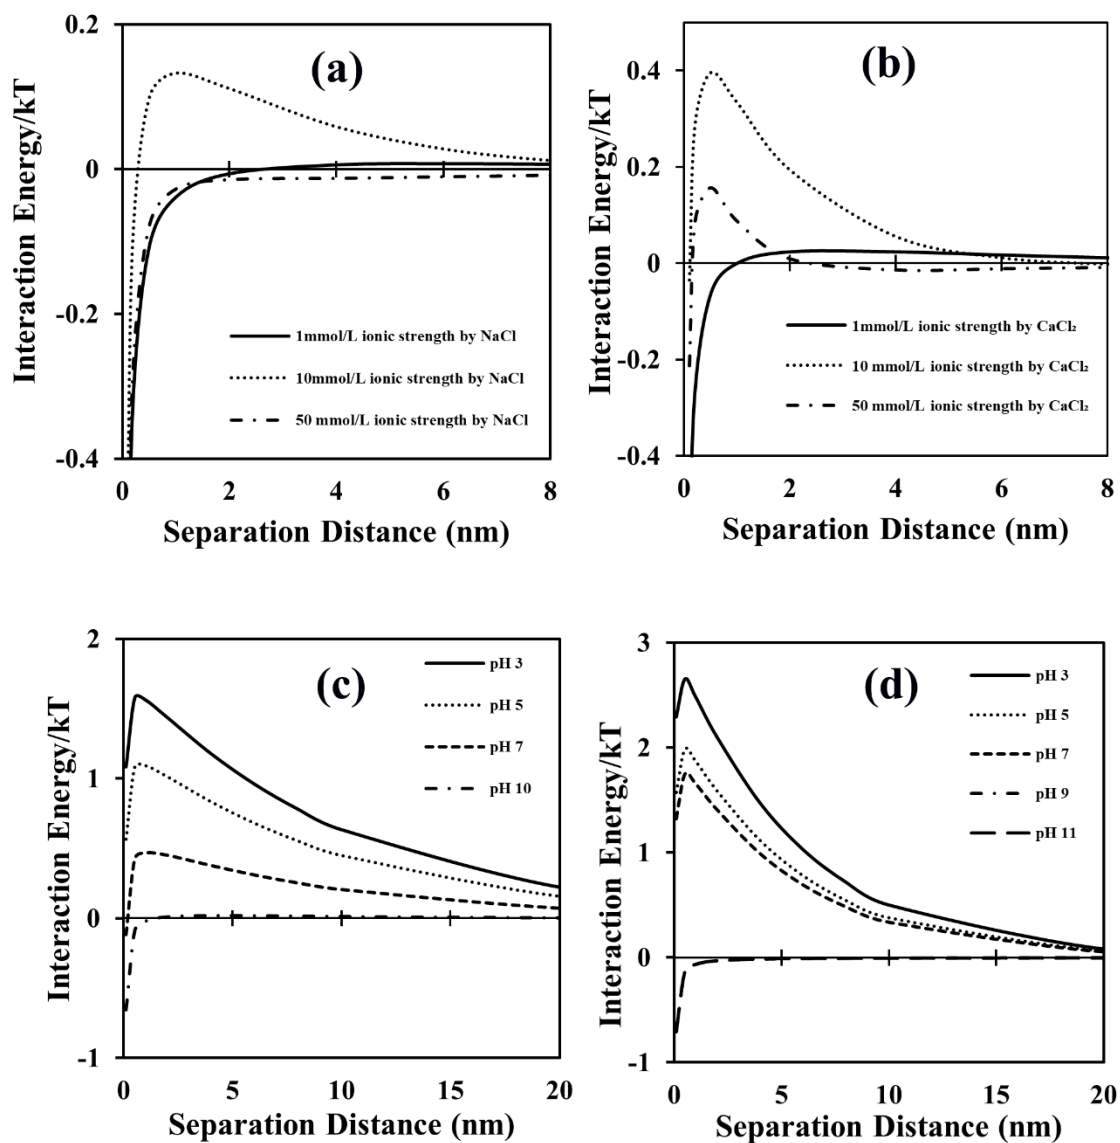 (a)
Interaction Energy/kT
0.2
0
-0.2
-0.4
1mmol/L ionic strength by NaCl
10mmol/L ionic strength by NaCl
50 mmol/L ionic strength by NaCl
0 2 4 6 8
Separation Distance (nm)
(b)
Interaction Energy/kT
0.4
0.2
0
-0.2
-0.4
1mmol/L ionic strength by CaCl₂
10 mmol/L ionic strength by CaCl₂
50 mmol/L ionic strength by CaCl₂
0 2 4 6 8
Separation Distance (nm)
(c)
Interaction Energy/kT
2
1
0
-1
pH 3
pH 5
pH 7
pH 10
0 5 10 15 20
Separation Distance (nm)
(d)
Interaction Energy/kT
3
2
1
0
-1
pH 3
pH 5
pH 7
pH 9
pH 11
0 5 10 15 20
Separation Distance (nm)